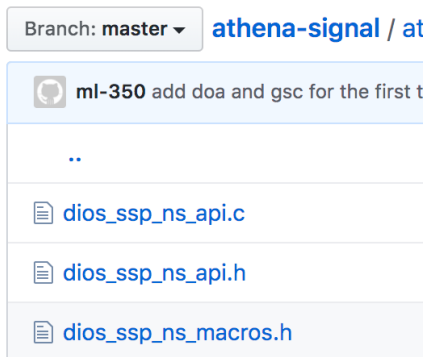 Branch: master athena-signal / at
ml-350 add doa and gsc for the first t
..
dios_ssp_ns_api.c
dios_ssp_ns_api.h
dios_ssp_ns_macros.h